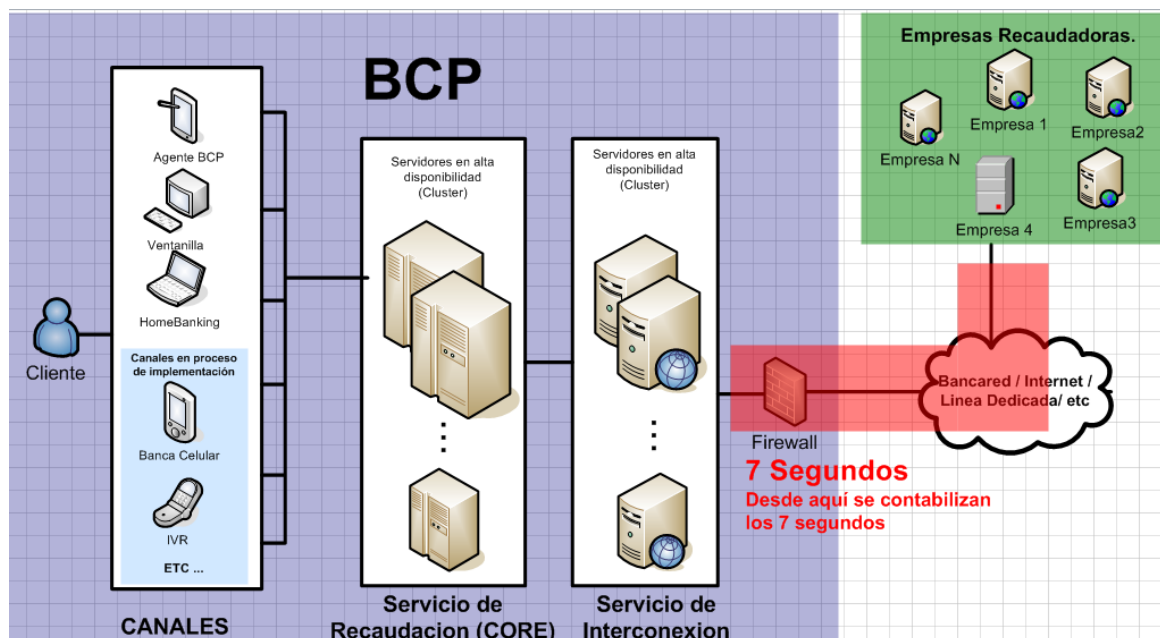 BCP
Cliente
Agente BCP
Ventanilla
HomeBanking
Canales en proceso
de implementación
Banca Celular
IVR
ETC ...
CANALES
Servidores en alta
disponibilidad
(Cluster)
Servicio de
Recaudacion (CORE)
Servidores en alta
disponibilidad
(Cluster)
Servicio de
Interconexion
Firewall
7 Segundos
Desde aquí se contabilizan
los 7 segundos
Empresas Recaudadoras.
Empresa 1
Empresa2
Empresa N
Empresa 4
Empresa3
Bancared / Internet /
Linea Dedicada/ etc